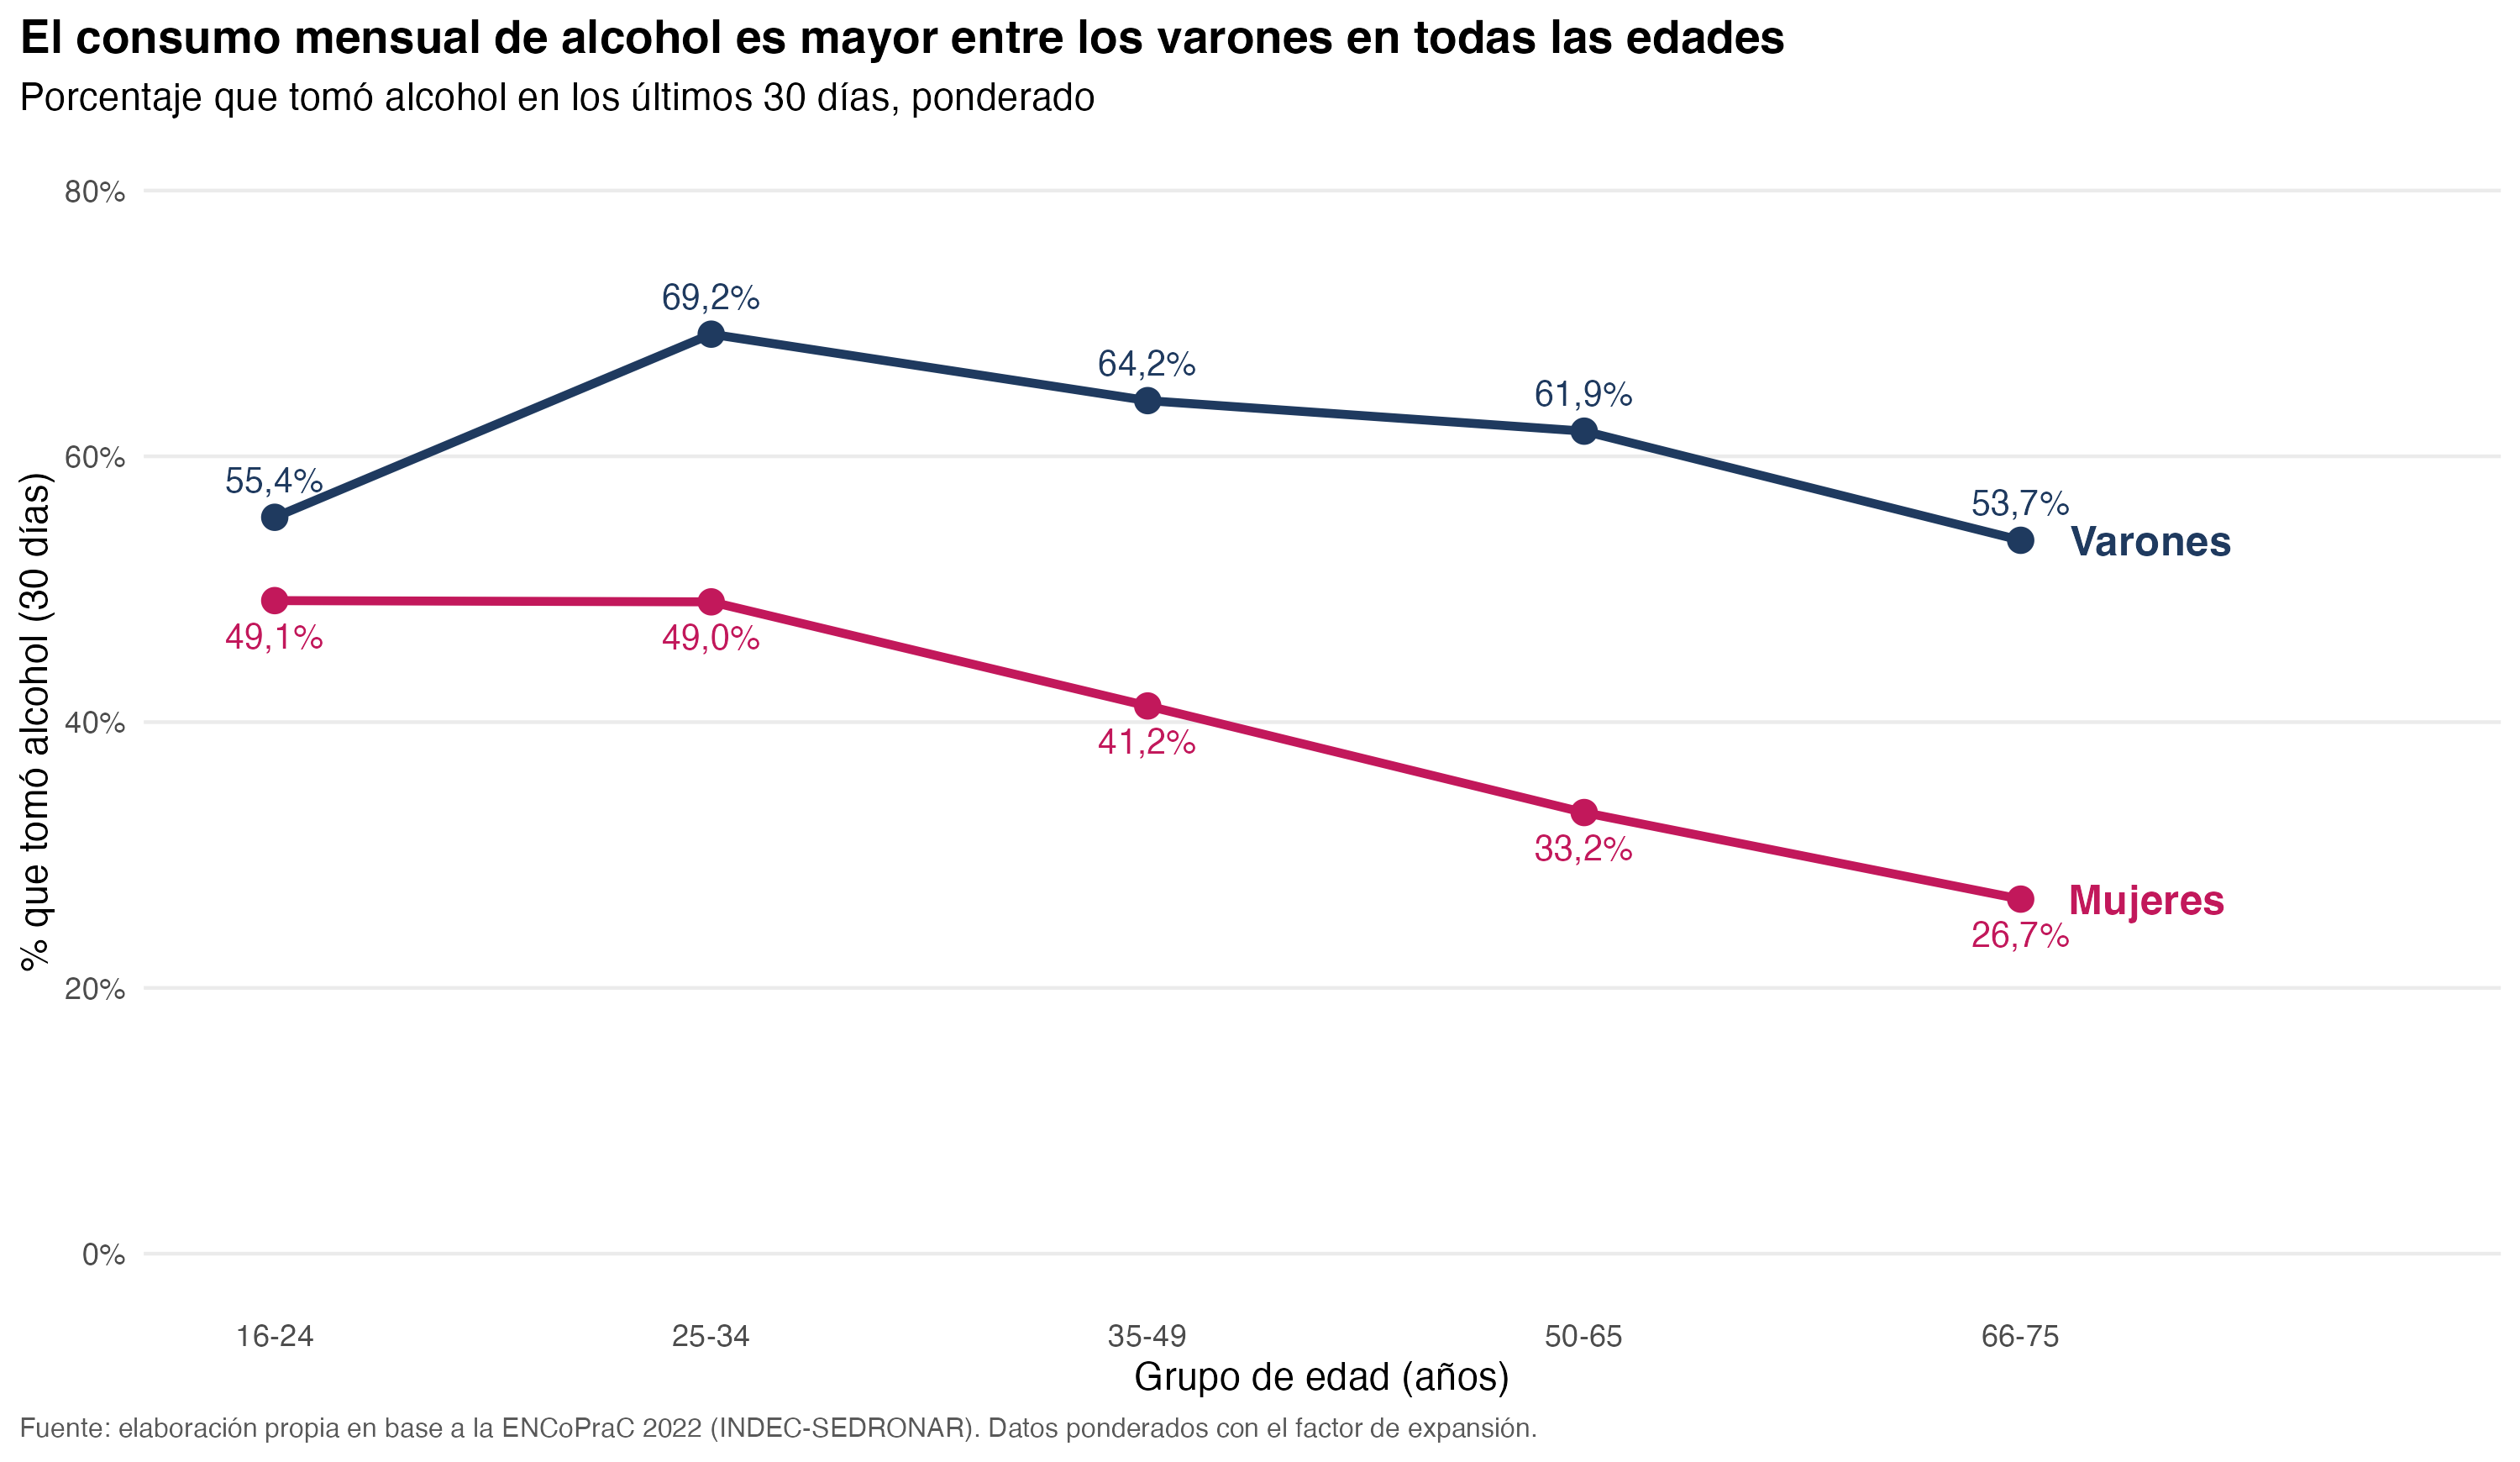 El consumo mensual de alcohol es mayor entre los varones en todas las edades
Porcentaje que tomó alcohol en los últimos 30 días, ponderado
% que tomó alcohol (30 días)
80%
60%
40%
20%
0%
55,4%
69,2%
64,2%
61,9%
53,7%
Varones
49,1%
49,0%
41,2%
33,2%
26,7%
Mujeres
16-24
25-34
35-49
50-65
66-75
Grupo de edad (años)
Fuente: elaboración propia en base a la ENCoPraC 2022 (INDEC-SEDRONAR). Datos ponderados con el factor de expansión.